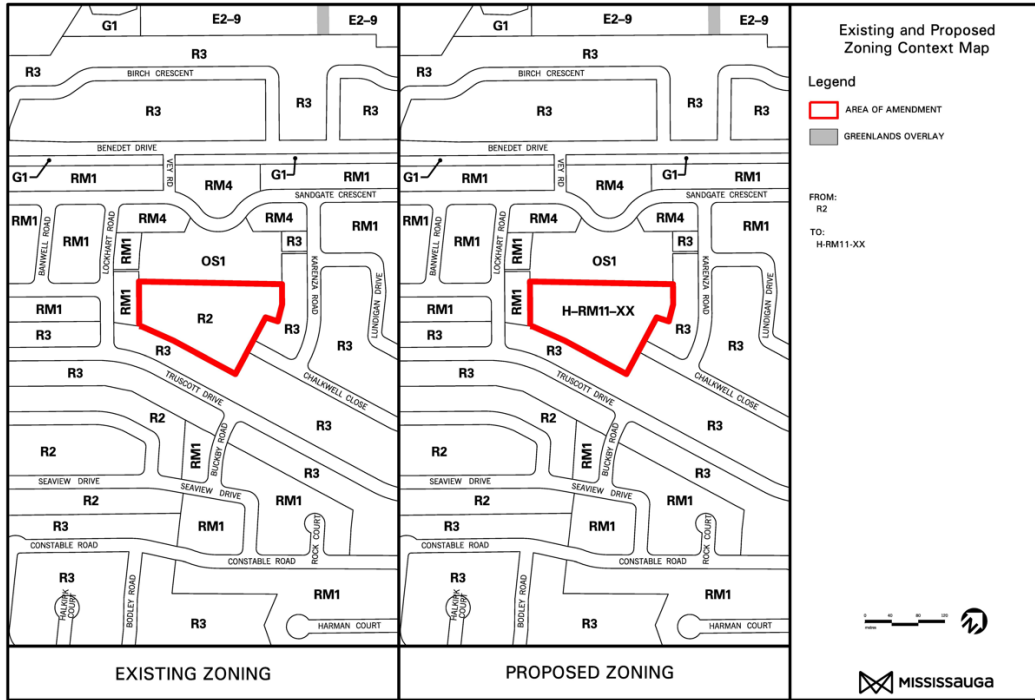 G1
E2–9
R3
R3
BIRCH CRESCENT
R3
R3
R3
BENEDET DRIVE
G1
RM1
VEY RD
RM4
G1
RM1
SANDGATE CRESCENT
RM1
BANWELL ROAD
RM1
LOCKHART ROAD
RM4
RM4
RM1
R3
RM1
OS1
KARENZA ROAD
LUNDIGAN DRIVE
RM1
RM1
R2
R3
R3
R3
R3
R3
TRUSCOTT DRIVE
CHALKWELL CLOSE
R2
R3
RM1
BUCKBY ROAD
R2
R3
SEAVIEW DRIVE
SEAVIEW DRIVE
R2
RM1
R3
RM1
ROCK COURT
CONSTABLE ROAD
CONSTABLE ROAD
R3
HALKIRK COURT
BODLEY ROAD
RM1
R3
HARMAN COURT
EXISTING ZONING
G1
E2–9
R3
R3
BIRCH CRESCENT
R3
R3
R3
BENEDET DRIVE
G1
RM1
VEY RD
RM4
G1
RM1
SANDGATE CRESCENT
RM1
BANWELL ROAD
RM1
LOCKHART ROAD
RM4
RM4
RM1
R3
RM1
OS1
KARENZA ROAD
LUNDIGAN DRIVE
RM1
RM1
H–RM11–XX
R3
R3
R3
R3
R3
TRUSCOTT DRIVE
CHALKWELL CLOSE
R2
R3
RM1
BUCKBY ROAD
R2
R3
SEAVIEW DRIVE
SEAVIEW DRIVE
R2
RM1
R3
RM1
ROCK COURT
CONSTABLE ROAD
CONSTABLE ROAD
R3
HALKIRK COURT
BODLEY ROAD
RM1
R3
HARMAN COURT
PROPOSED ZONING
Existing and Proposed
Zoning Context Map
Legend
AREA OF AMENDMENT
GREENLANDS OVERLAY
FROM:
R2
TO:
H-RM11-XX
0 40 80 120
metres
MISSISSAUGA